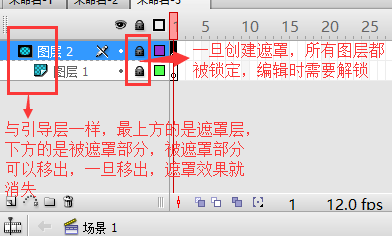 未命名-1
未命名-2
未命名-3
1 5 10 15 20 25
图层 2
图层 1
一旦创建遮罩，所有图层都
被锁定，编辑时需要解锁
与引导层一样，最上方的是遮罩层，
下方的是被遮罩部分，被遮罩部分
可以移出，一旦移出，遮罩效果就
消失
1 12.0 fps
场景 1